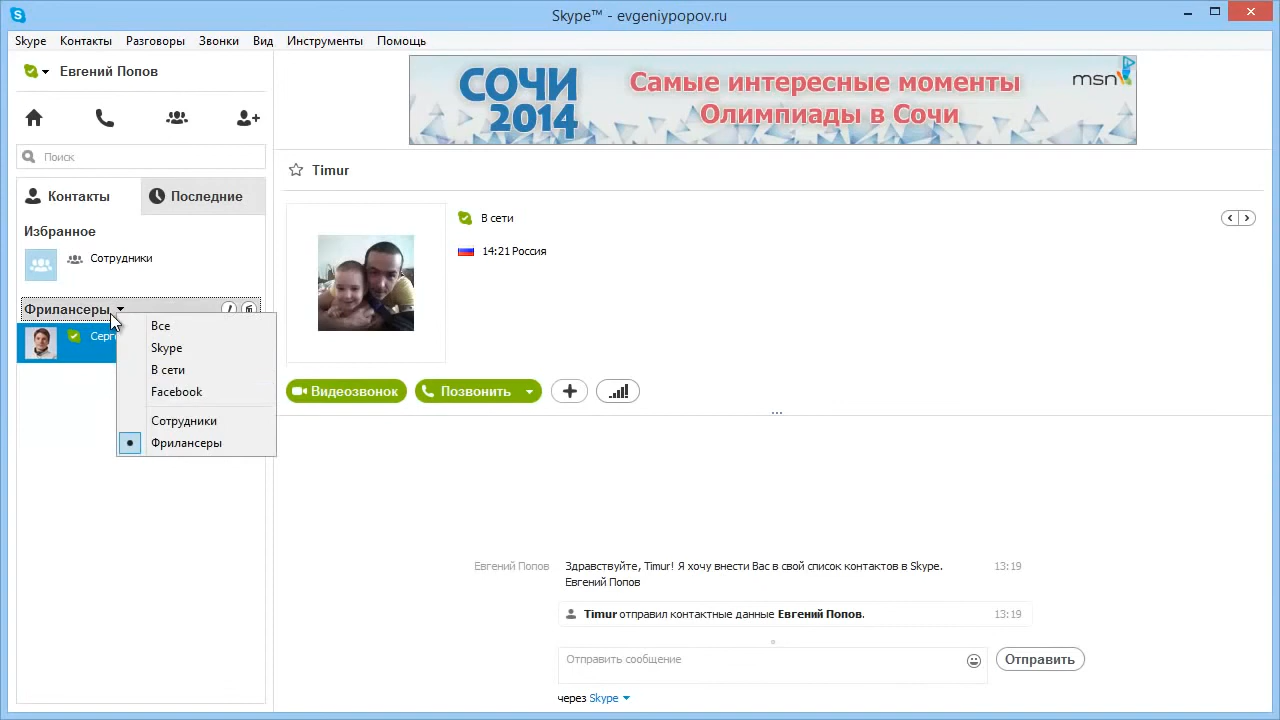 Skype™ - evgeniypopov.ru
Skype Контакты Разговоры Звонки Вид Инструменты Помощь
Евгений Попов
Поиск
Контакты
Последние
Избранное
Сотрудники
Фрилансеры
Все
Skype
В сети
Facebook
Сотрудники
Фрилансеры
СОЧИ
2014
Самые интересные моменты
Олимпиады в Сочи
msn
Timur
В сети
14:21 Россия
Видеозвонок
Позвонить
Евгений Попов
Здравствуйте, Timur! Я хочу внести Вас в свой список контактов в Skype.
Евгений Попов
13:19
Timur отправил контактные данные Евгений Попов.
13:19
Отправить сообщение
Отправить
через Skype